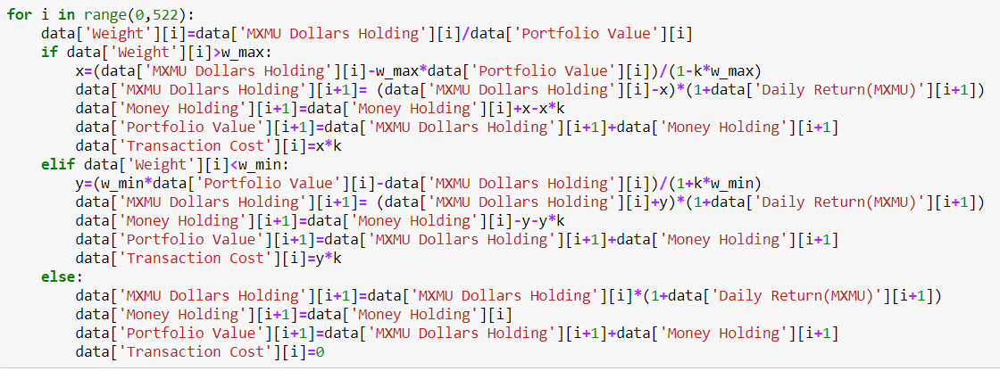 for i in range(0,522):
    data['Weight'][i]=data['MXMU Dollars Holding'][i]/data['Portfolio Value'][i]
    if data['Weight'][i]>w_max:
        x=(data['MXMU Dollars Holding'][i]-w_max*data['Portfolio Value'][i])/(1-k*w_max)
        data['MXMU Dollars Holding'][i+1]= (data['MXMU Dollars Holding'][i]-x)*(1+data['Daily Return(MXMU)'][i+1])
        data['Money Holding'][i+1]=data['Money Holding'][i]+x-x*k
        data['Portfolio Value'][i+1]=data['MXMU Dollars Holding'][i+1]+data['Money Holding'][i+1]
        data['Transaction Cost'][i]=x*k
    elif data['Weight'][i]<w_min:
        y=(w_min*data['Portfolio Value'][i]-data['MXMU Dollars Holding'][i])/(1+k*w_min)
        data['MXMU Dollars Holding'][i+1]= (data['MXMU Dollars Holding'][i]+y)*(1+data['Daily Return(MXMU)'][i+1])
        data['Money Holding'][i+1]=data['Money Holding'][i]-y-y*k
        data['Portfolio Value'][i+1]=data['MXMU Dollars Holding'][i+1]+data['Money Holding'][i+1]
        data['Transaction Cost'][i]=y*k
    else:
        data['MXMU Dollars Holding'][i+1]=data['MXMU Dollars Holding'][i]*(1+data['Daily Return(MXMU)'][i+1])
        data['Money Holding'][i+1]=data['Money Holding'][i]
        data['Portfolio Value'][i+1]=data['MXMU Dollars Holding'][i+1]+data['Money Holding'][i+1]
        data['Transaction Cost'][i]=0